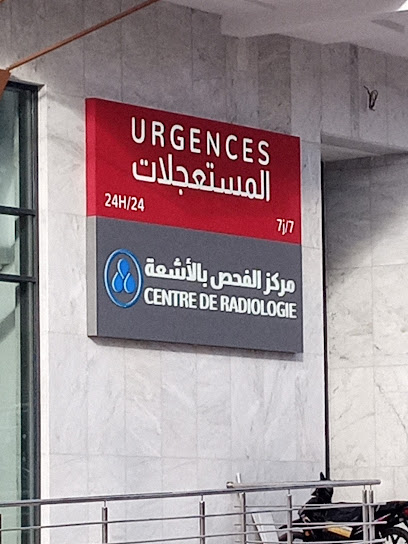 URGENCES
المستعجلات
24H/24
7j/7
مركز الفحص بالأشعة
CENTRE DE RADIOLOGIE